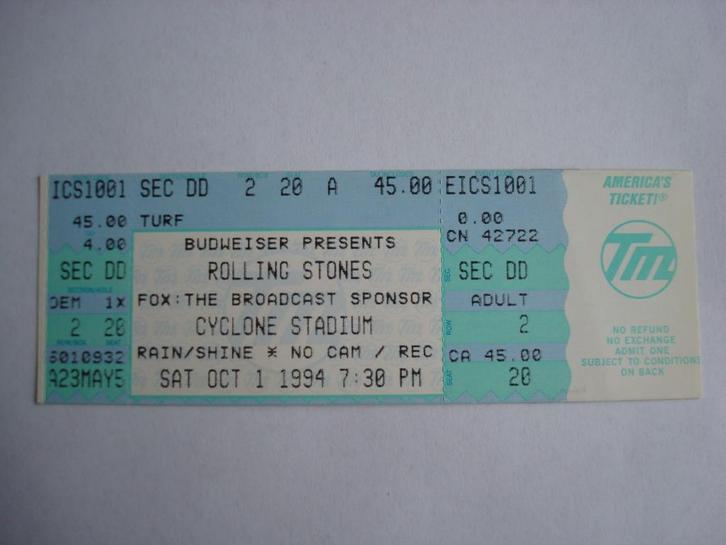 ICS1001 SEC DD 2 20 A 45.00 EICS1001
45.00 TURF 0.00
4.00 BUDWEISER PRESENTS CN 42722
SEC DD ROLLING STONES SEC DD
1X FOX:THE BROADCAST SPONSOR ADULT
2 20 CYCLONE STADIUM 2
6010932 RAIN/SHINE * NO CAM / REC CA 45.00
A23MAY5 SAT OCT 1 1994 7:30 PM 20
SEC
ROW
SEAT
AMERICA'S
TICKET!®
Tm
NO REFUND
NO EXCHANGE
ADMIT ONE
SUBJECT TO CONDITIONS
ON BACK